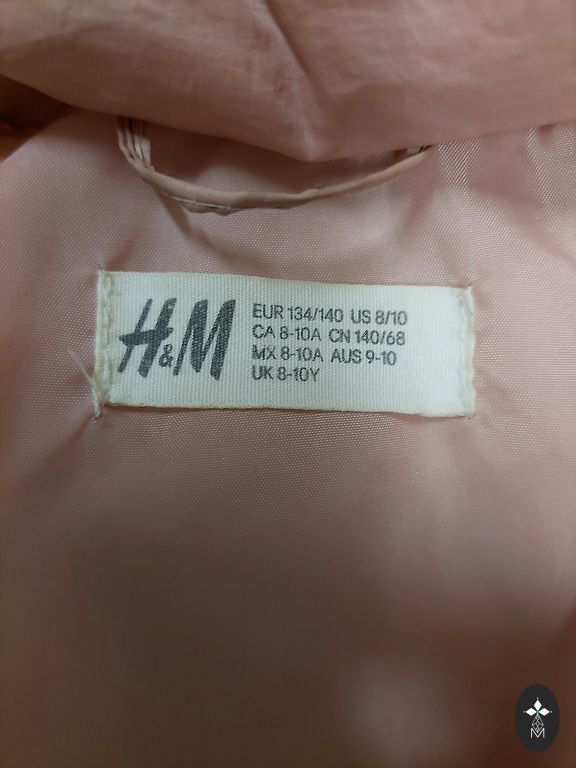 H&M
EUR 134/140 US 8/10
CA 8-10A CN 140/68
MX 8-10A AUS 9-10
UK 8-10Y
M